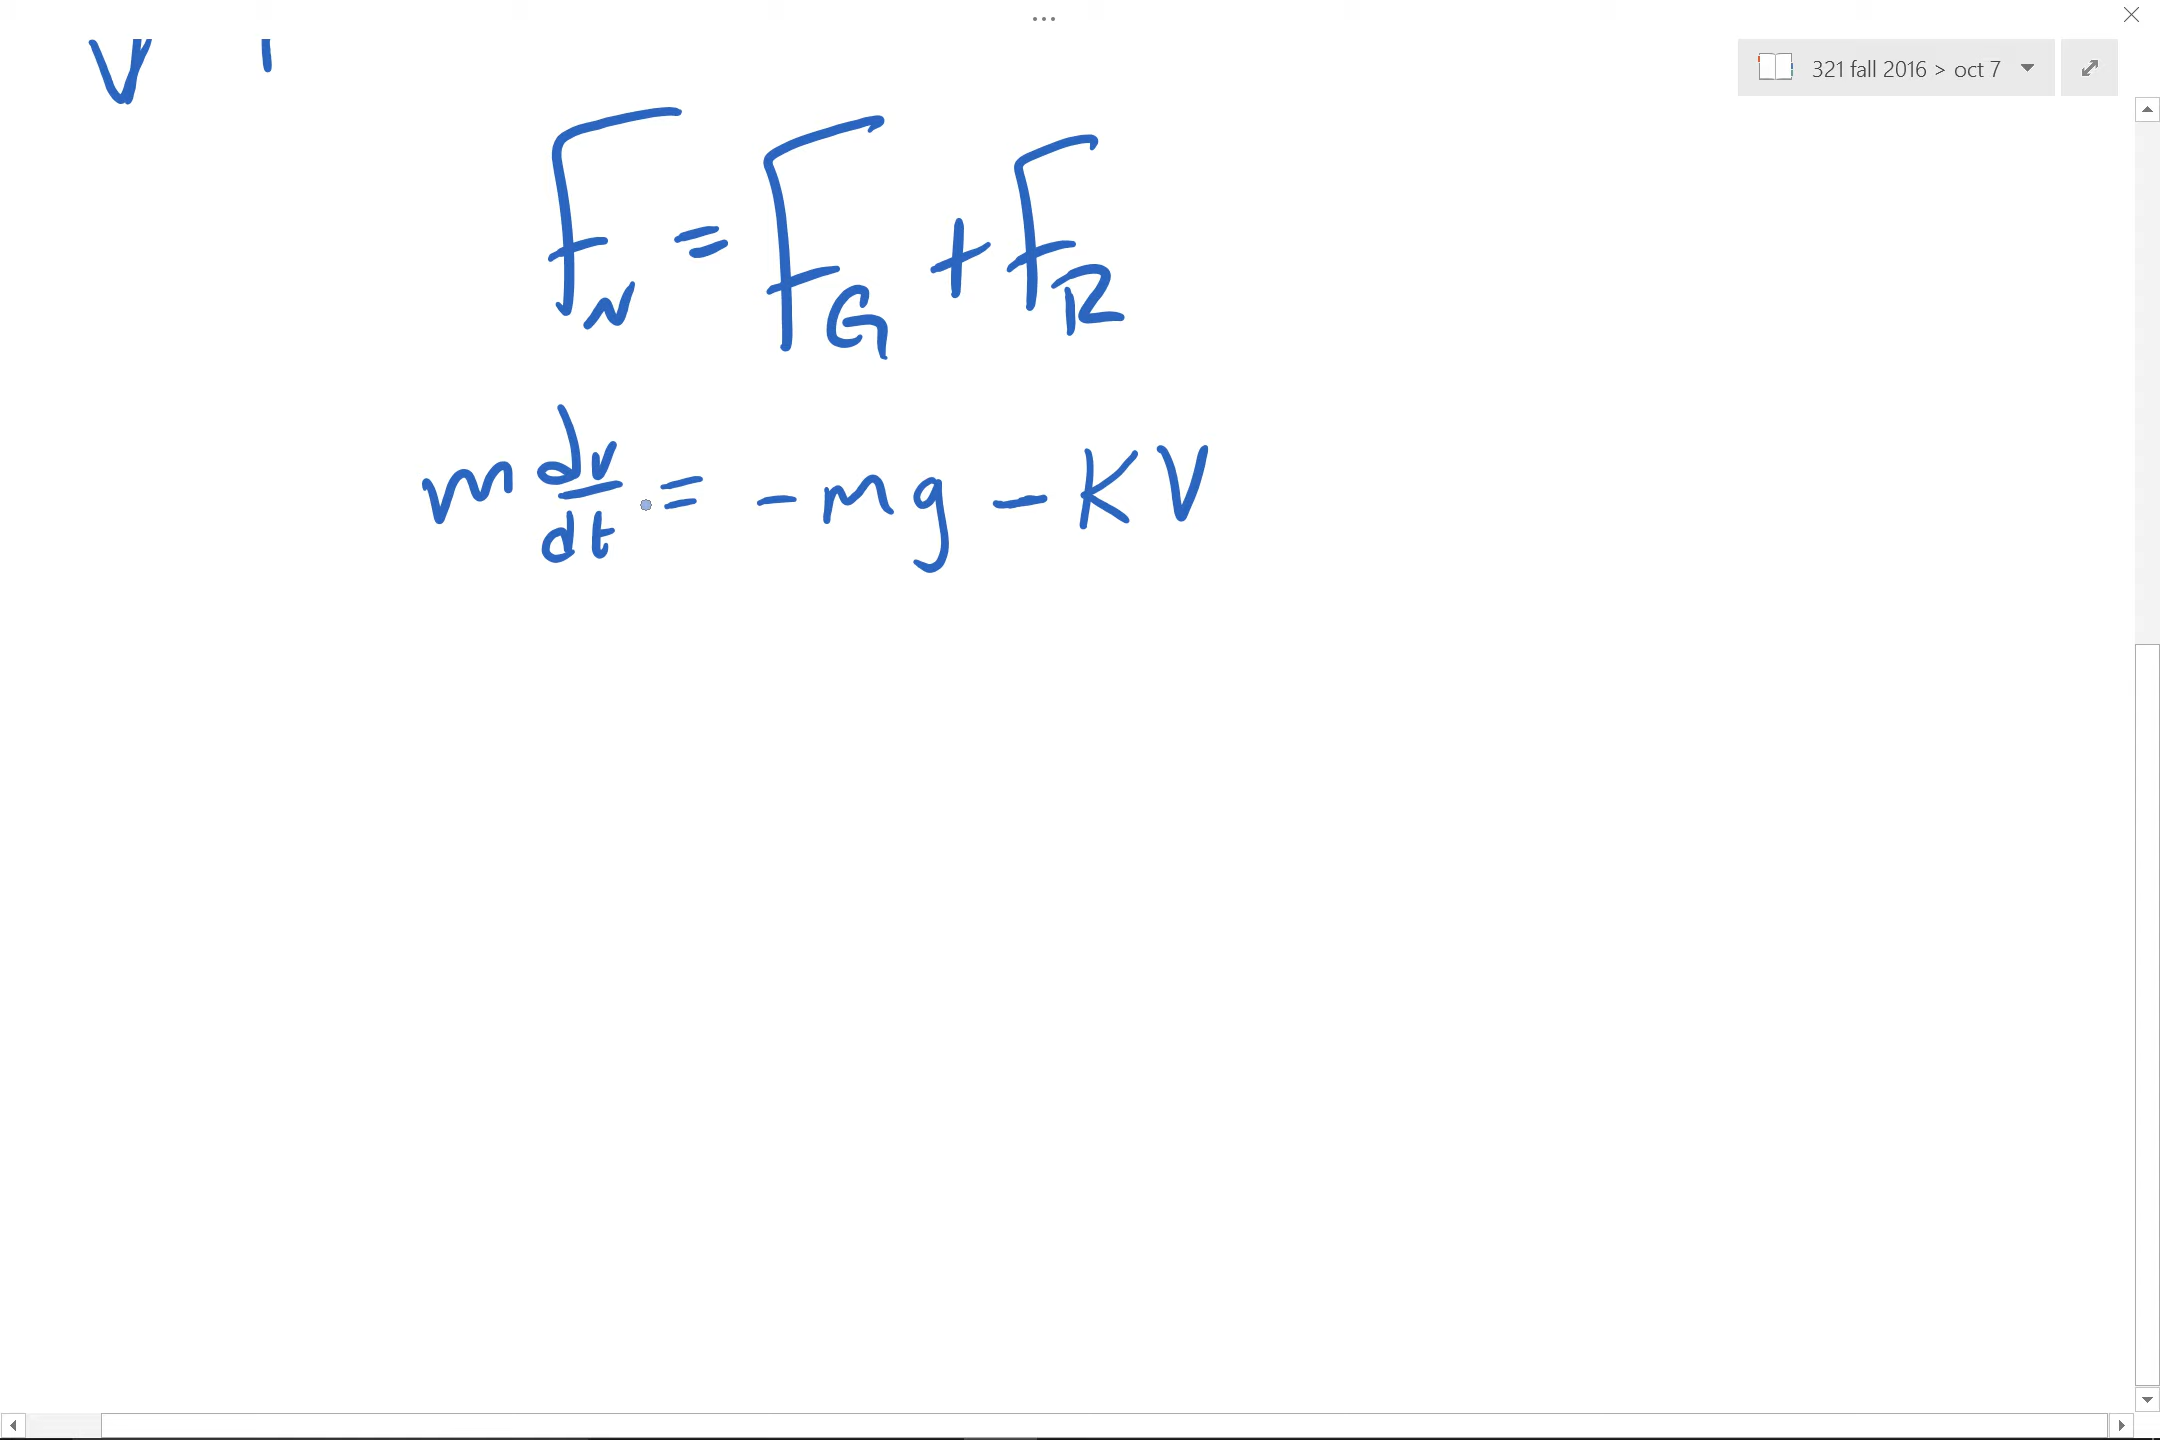 V
321 fall 2016 > oct 7
F_N = F_G + F_R
m dv/dt = - mg - KV